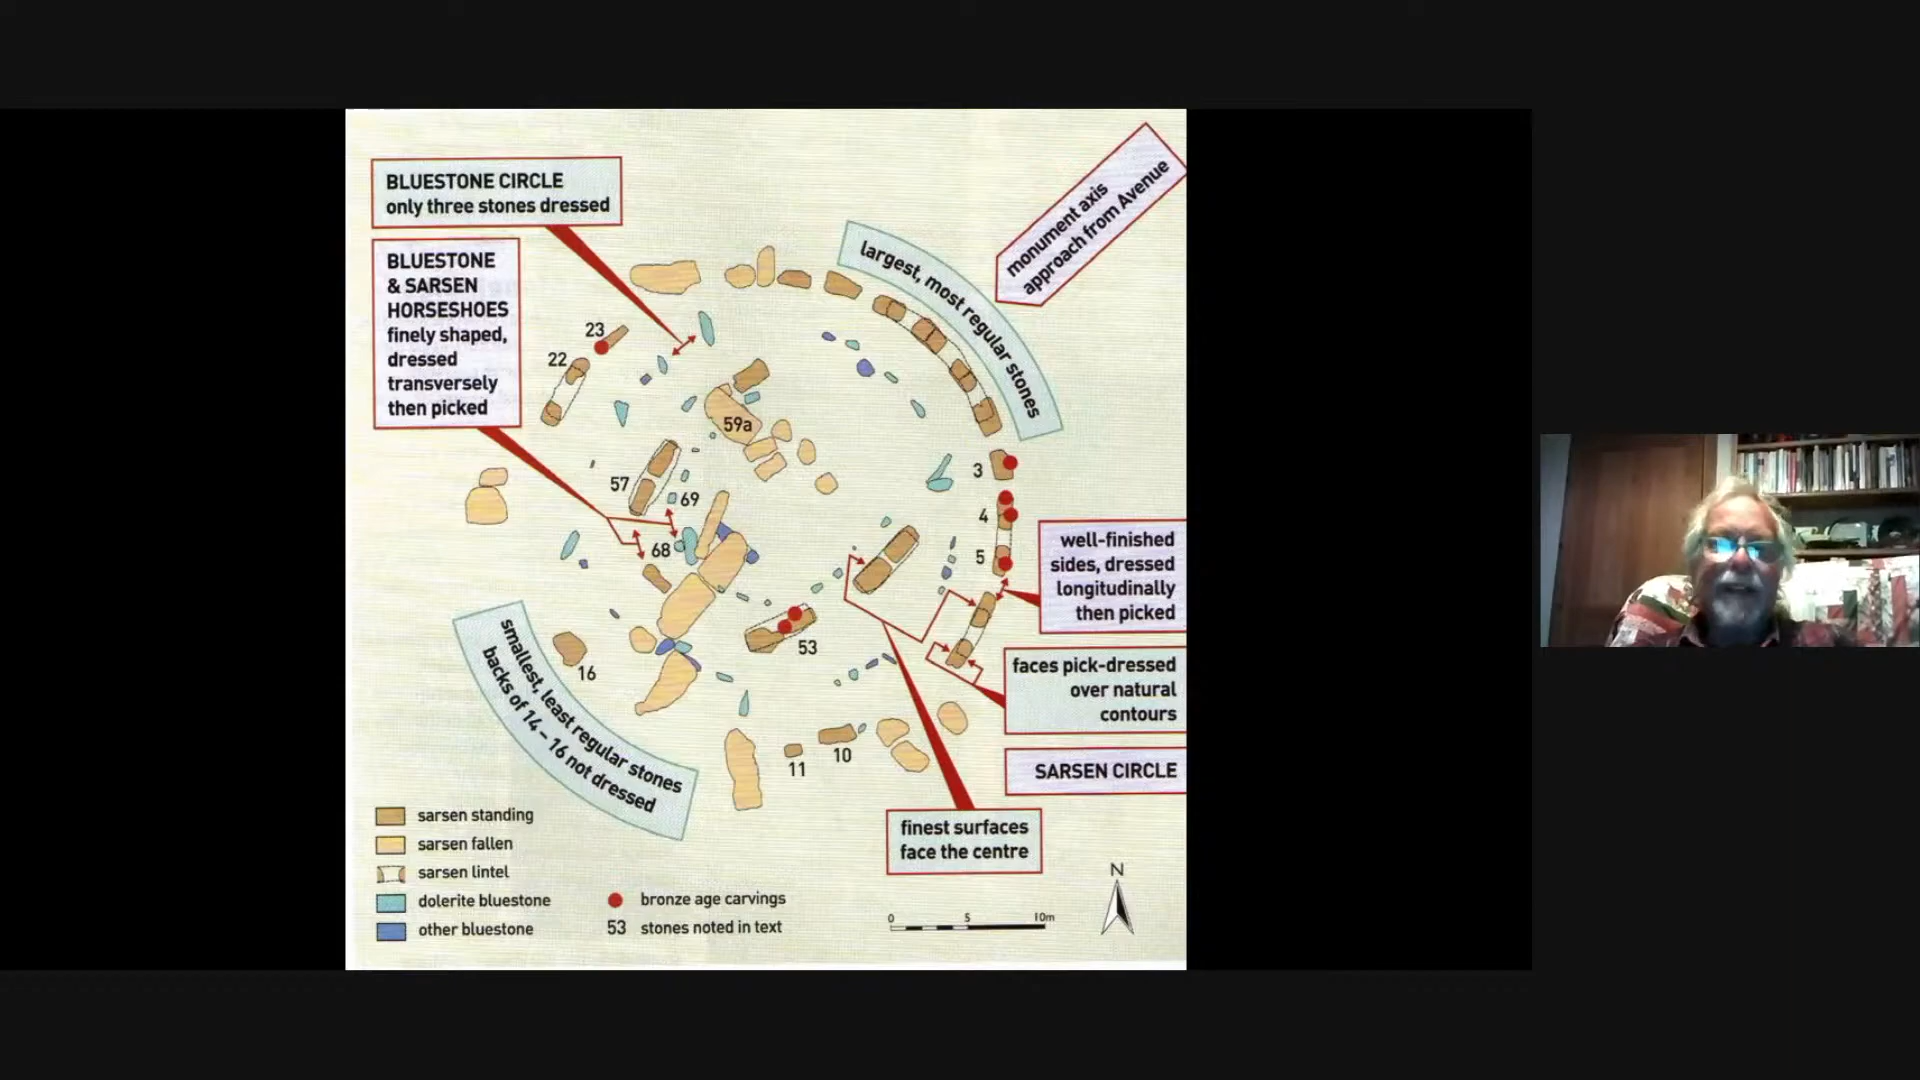 BLUESTONE CIRCLE
only three stones dressed
BLUESTONE
& SARSEN
HORSESHOES
finely shaped,
dressed
transversely
then picked
monument axis
approach from Avenue
largest, most regular stones
23
22
59a
57
69
68
3
4
5
53
16
11
10
well-finished
sides, dressed
longitudinally
then picked
faces pick-dressed
over natural
contours
SARSEN CIRCLE
finest surfaces
face the centre
smallest, least regular stones
backs of 14 – 16 not dressed
sarsen standing
sarsen fallen
sarsen lintel
dolerite bluestone
other bluestone
bronze age carvings
53 stones noted in text
0 5 10m
N